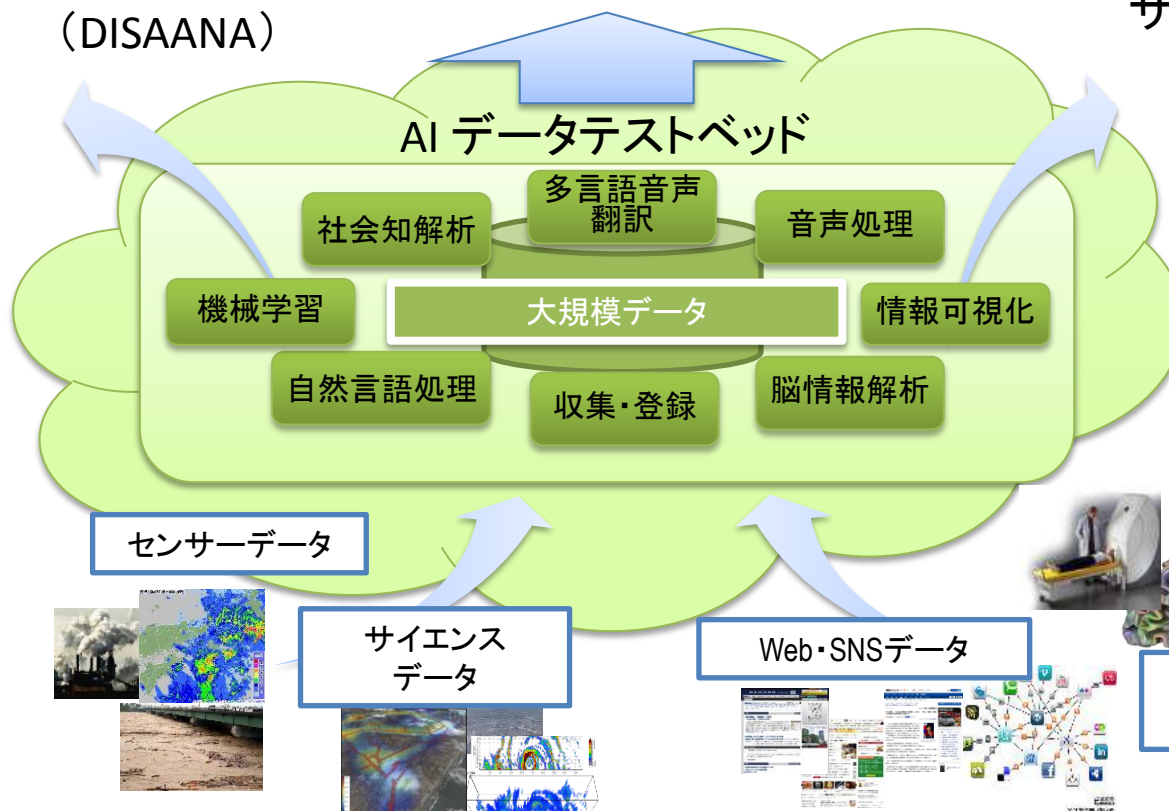 （DISAANA）
サ
AI データテストベッド
多言語音声
翻訳
社会知解析
音声処理
機械学習
大規模データ
情報可視化
自然言語処理
収集・登録
脳情報解析
センサーデータ
サイエンス
データ
Web・SNSデータ